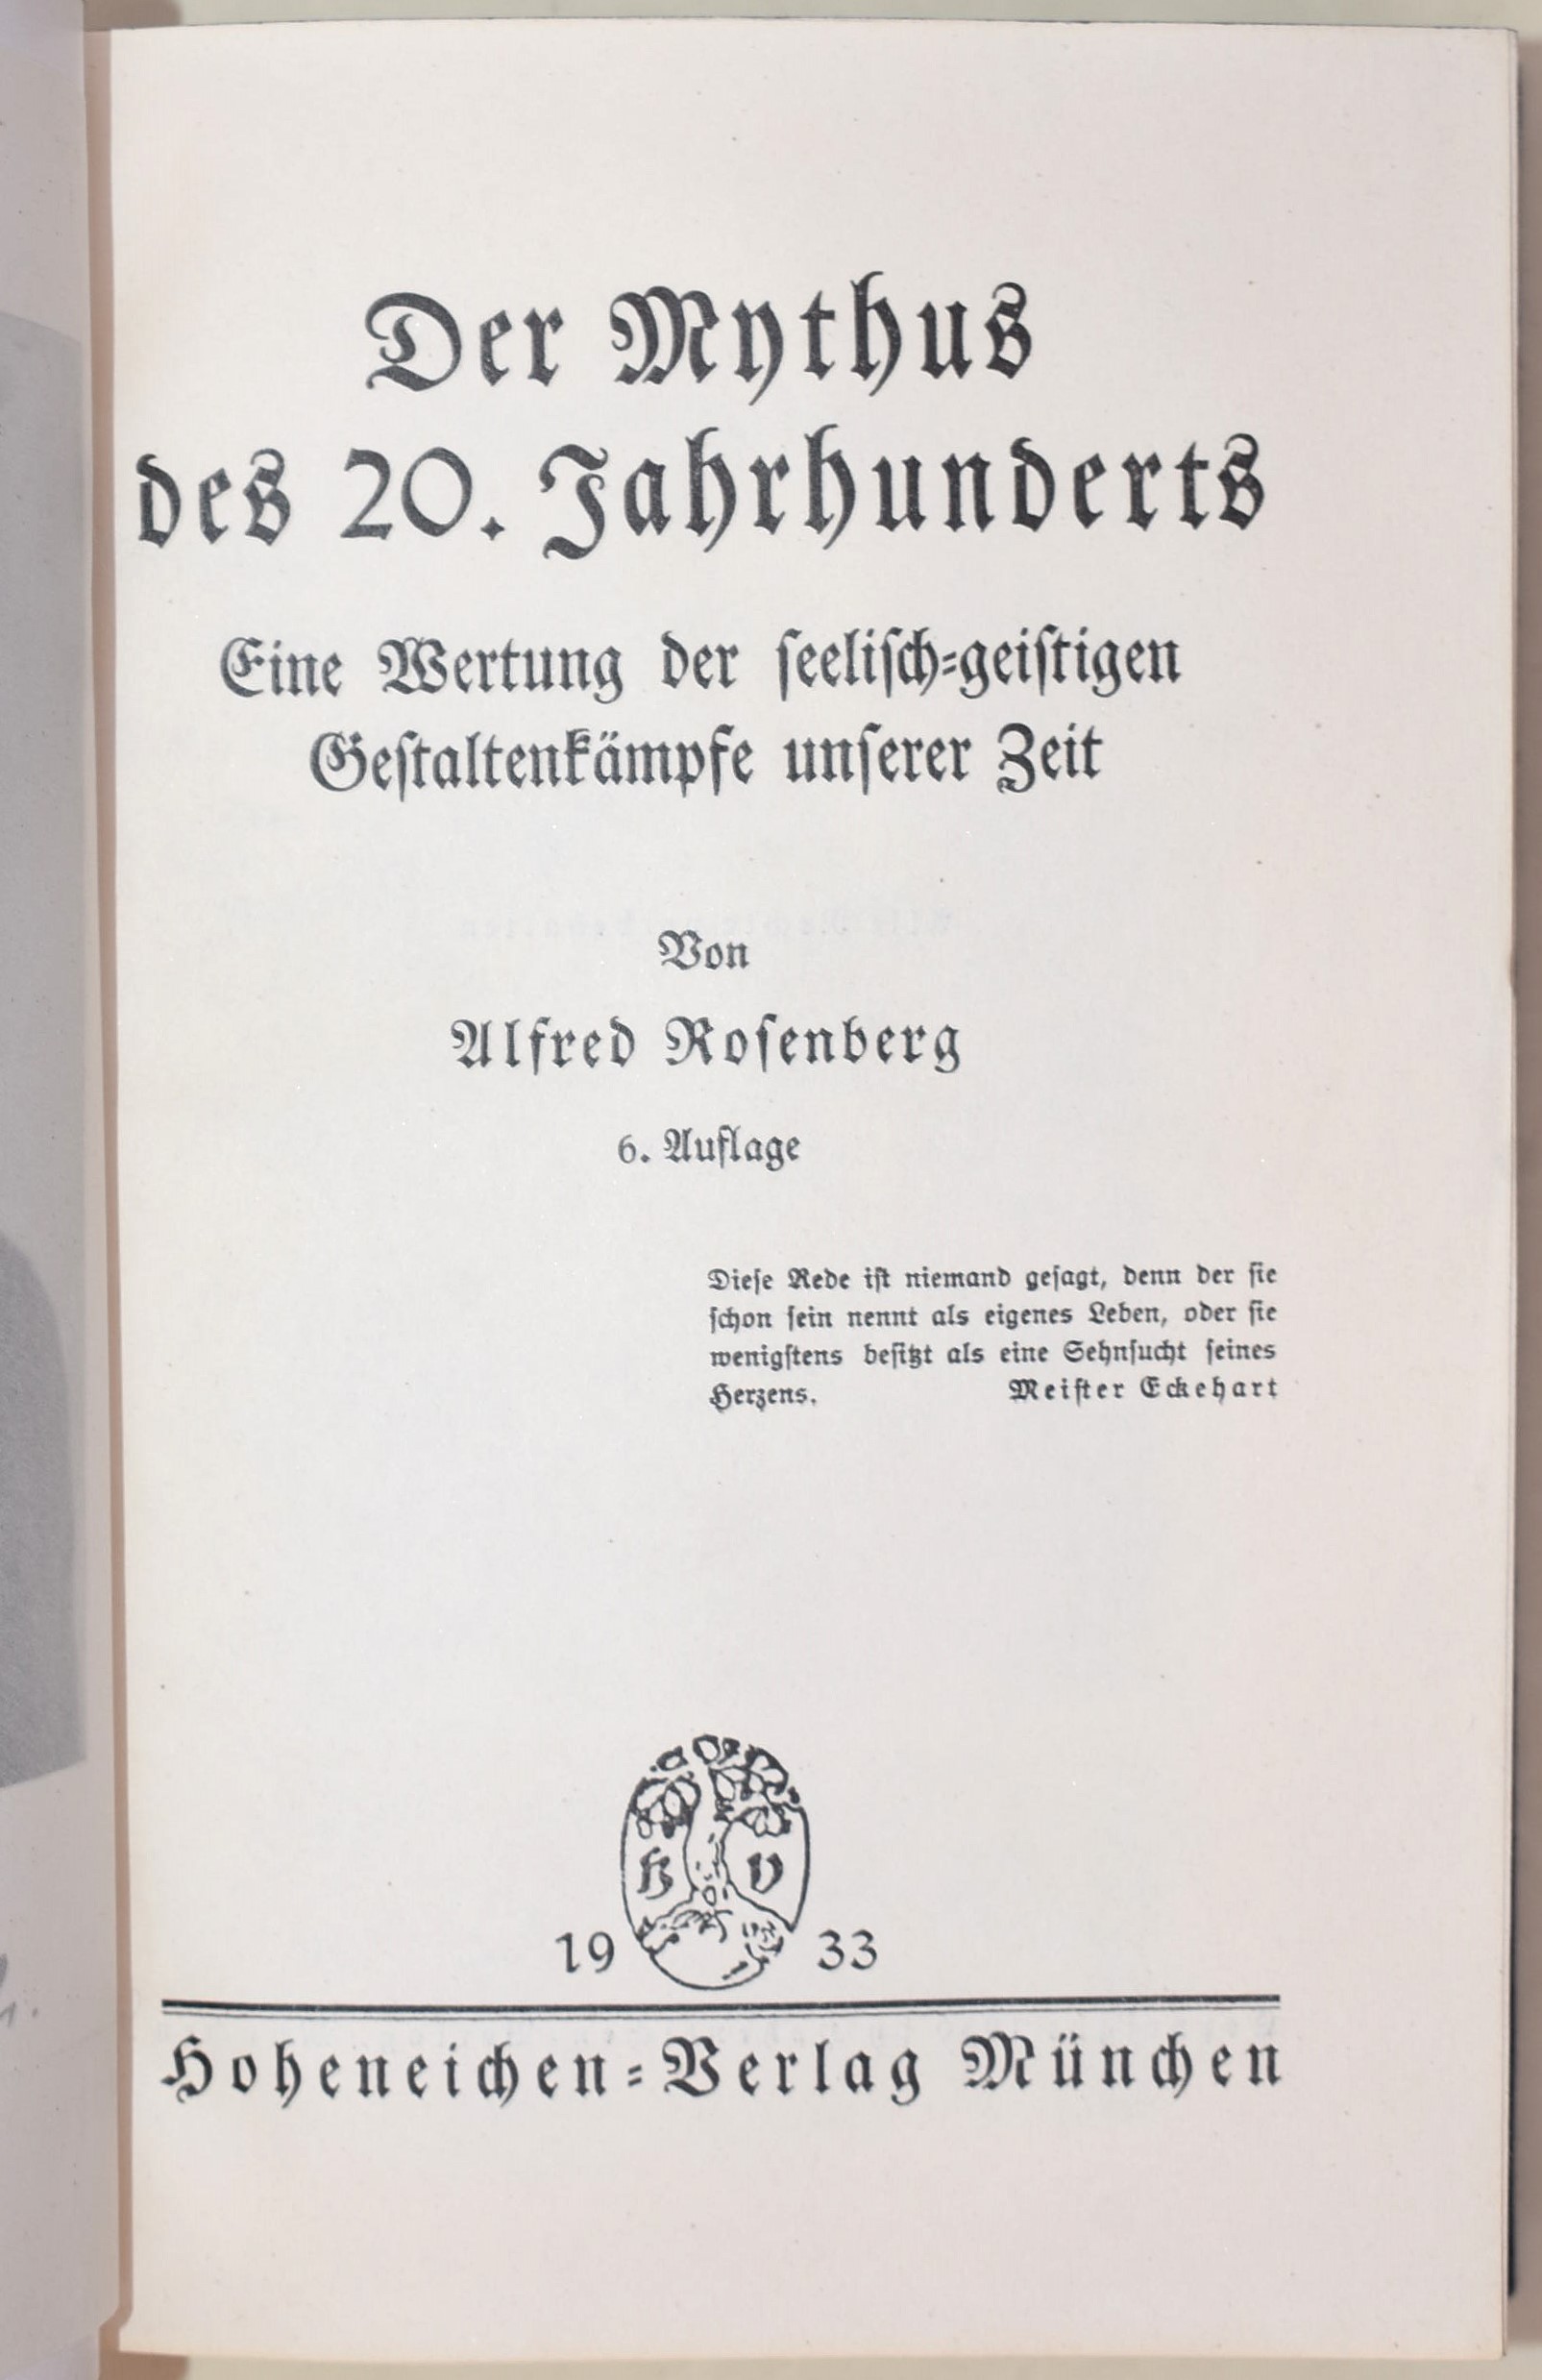 Der Mythus
des 20. Jahrhunderts
Eine Wertung der seelisch-geistigen
Gestaltenkämpfe unserer Zeit
Von
Alfred Rosenberg
6. Auflage
Diese Rede ist niemand gesagt, denn der sie
schon sein nennt als eigenes Leben, oder sie
wenigstens besitzt als eine Sehnsucht seines
Herzens. Meister Eckehart
H V
19 33
Hoheneichen-Verlag München